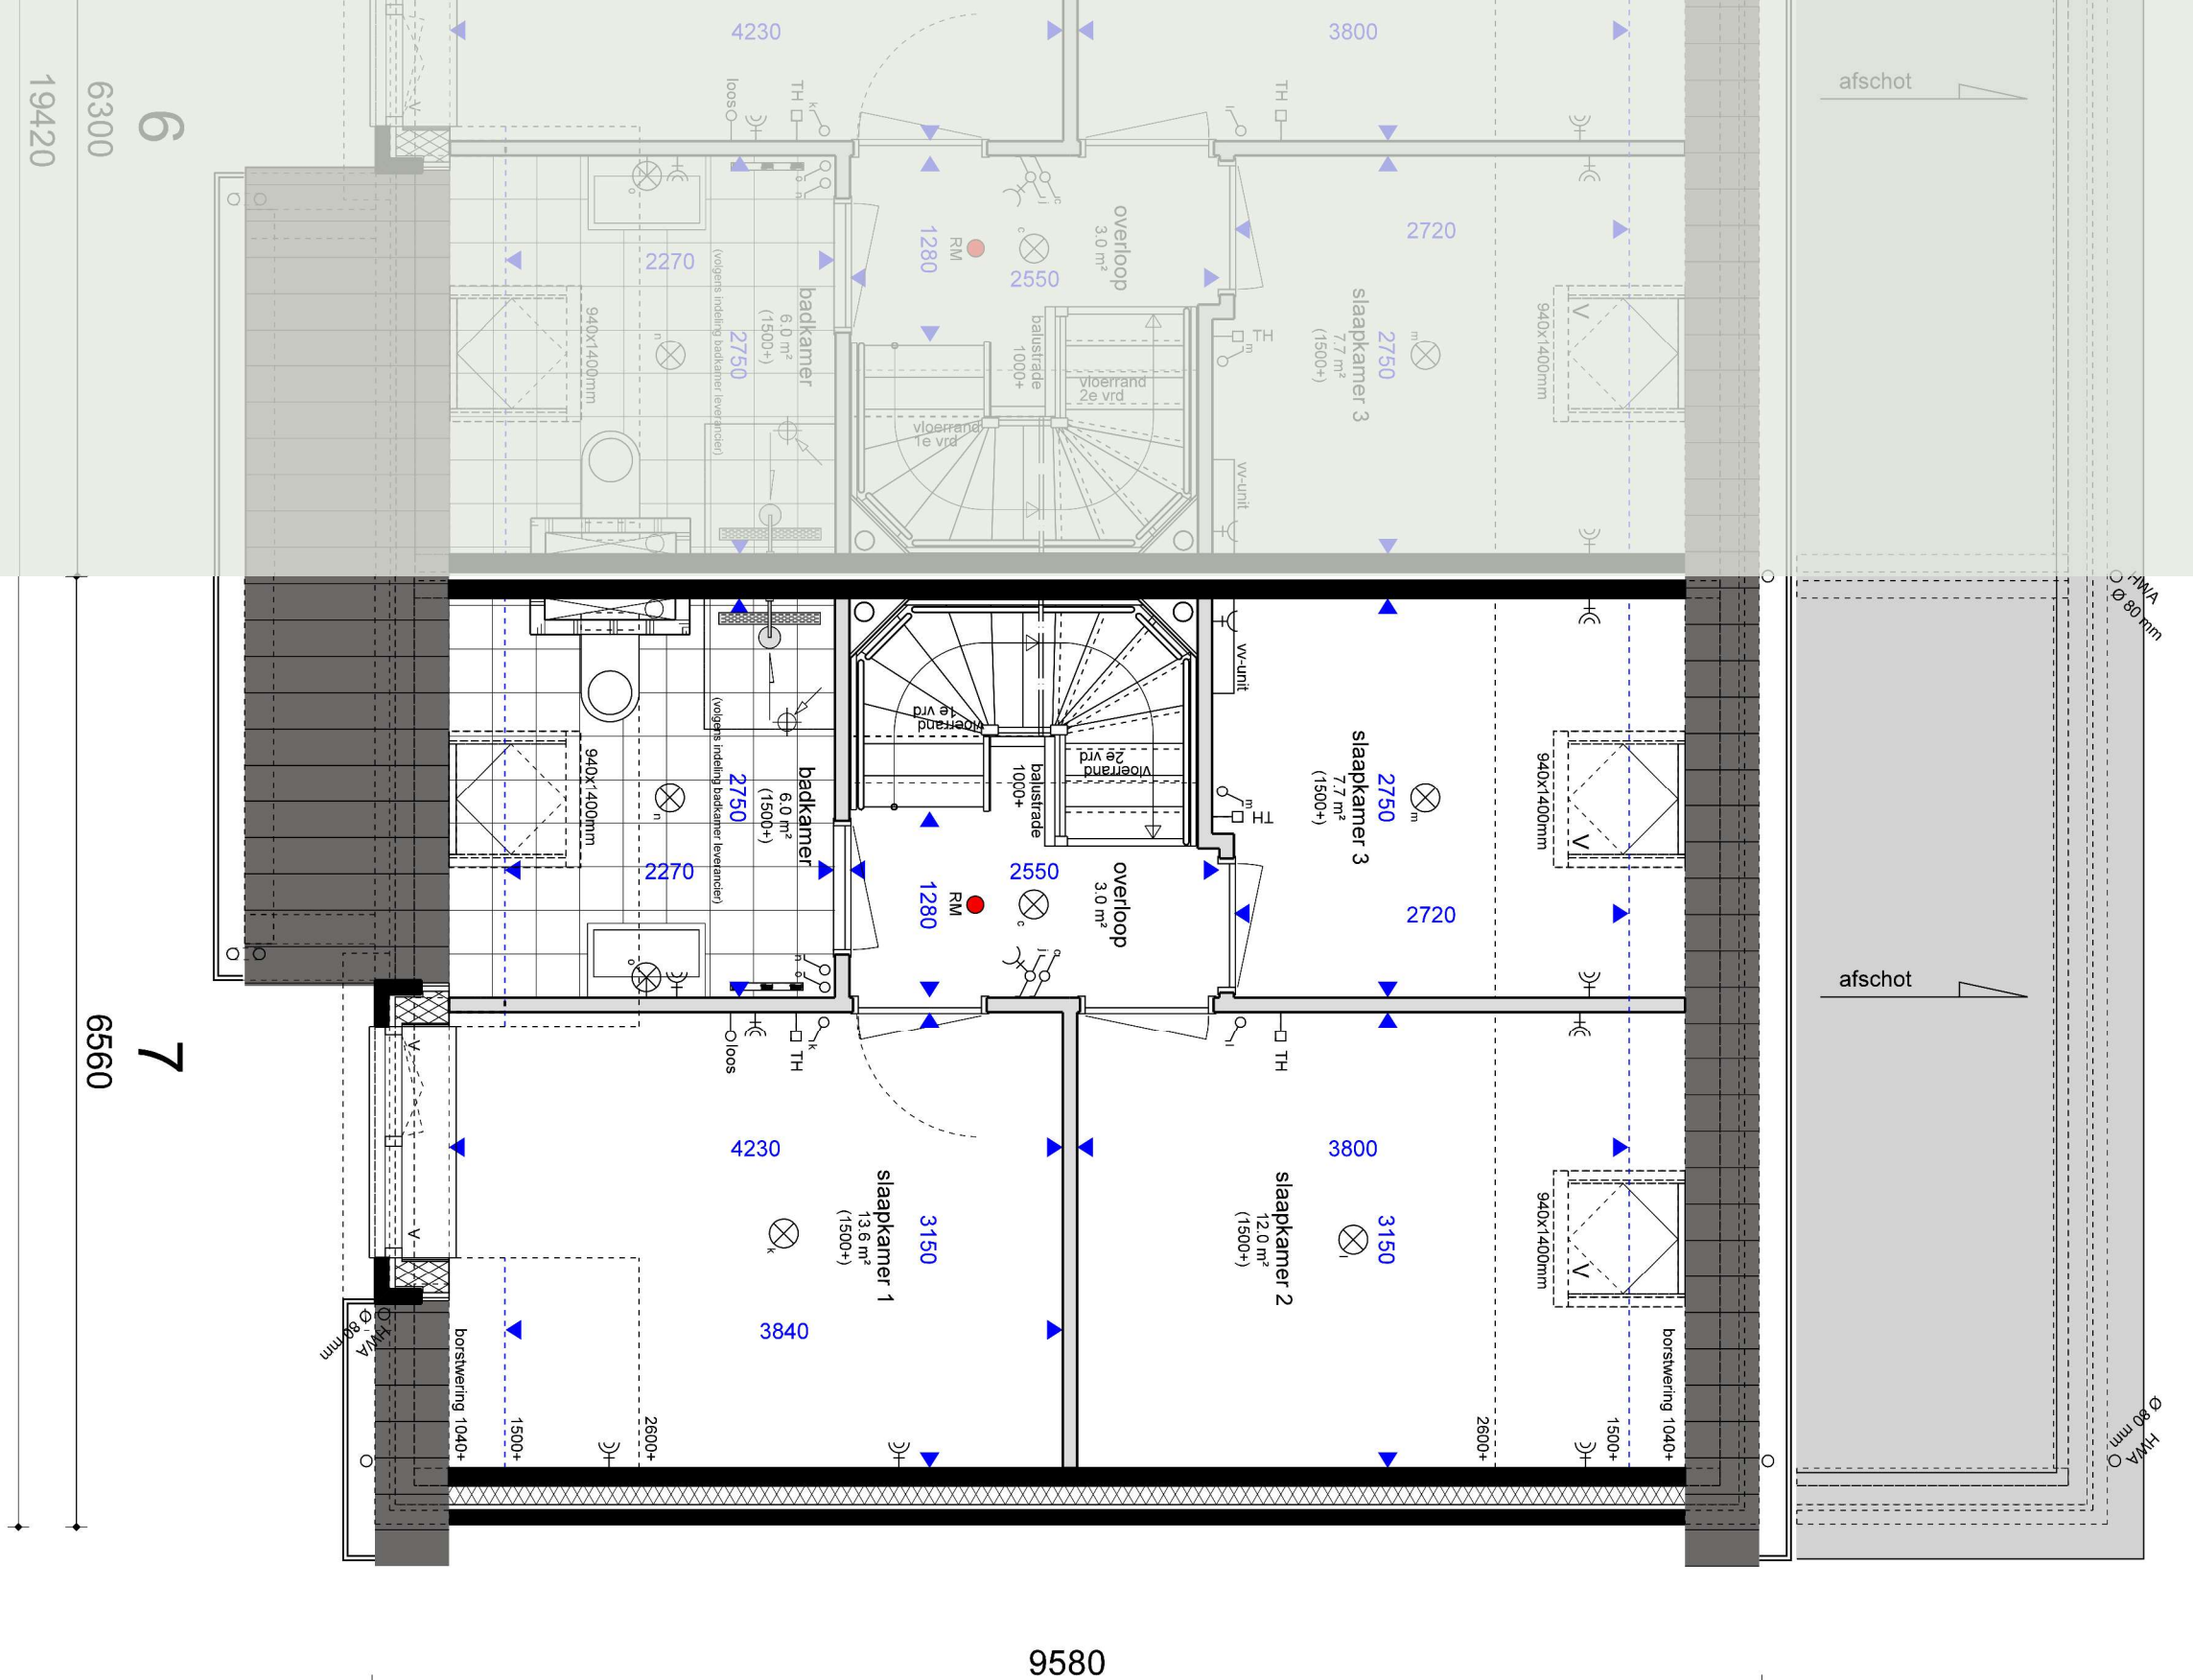 4230
3800
afschot
6
6300
19420
loos
TH
k
l
TH
o
n
o
j
c
2270
1280
RM
c
2550
overloop
3.0 m²
2720
940x1400mm
n
(volgens indeling badkamer leverancier)
2750
badkamer
6.0 m²
(1500+)
balustrade
1000+
vloerrand
2e vrd
vloerrand
1e vrd
TH
m
slaapkamer 3
7.7 m²
(1500+)
2750
m
940x1400mm
V
V
vv-unit
HWA
Ø 80 mm
vv-unit
vloerrand
1e vrd
vloerrand
2e vrd
balustrade
1000+
940x1400mm
n
(volgens indeling badkamer leverancier)
2750
badkamer
6.0 m²
(1500+)
m
TH
slaapkamer 3
7.7 m²
(1500+)
2750
m
940x1400mm
V
2270
2550
1280
RM
c
overloop
3.0 m²
2720
o
n
o
j
afschot
7
6560
V
loos
TH
k
l
TH
4230
3800
slaapkamer 1
13.6 m²
(1500+)
3150
k
slaapkamer 2
12.0 m²
(1500+)
3150
l
940x1400mm
V
V
HWA
Ø 80 mm
3840
borstwering 1040+
1500+
2600+
2600+
1500+
borstwering 1040+
HWA
Ø 80 mm
9580